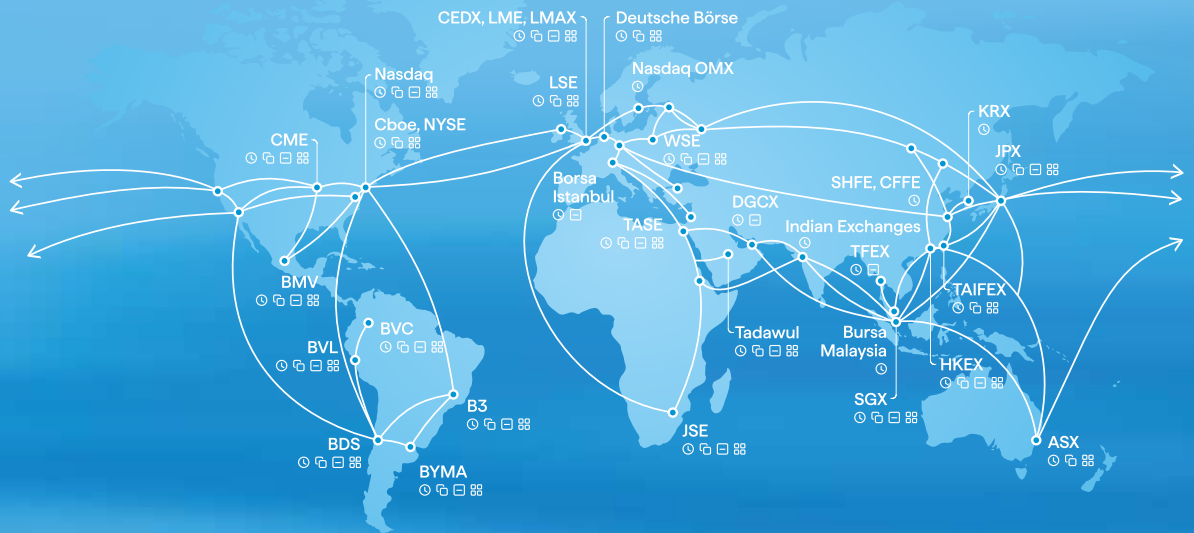 CEDX, LME, LMAX
Deutsche Börse
Nasdaq
LSE
Nasdaq OMX
Cboe, NYSE
KRX
CME
WSE
JPX
Borsa
Istanbul
SHFE, CFFE
DGCX
TASE
Indian Exchanges
TFEX
BMV
TAIFEX
BVC
Tadawul
Bursa
Malaysia
BVL
HKEX
SGX
B3
JSE
BDS
ASX
BYMA